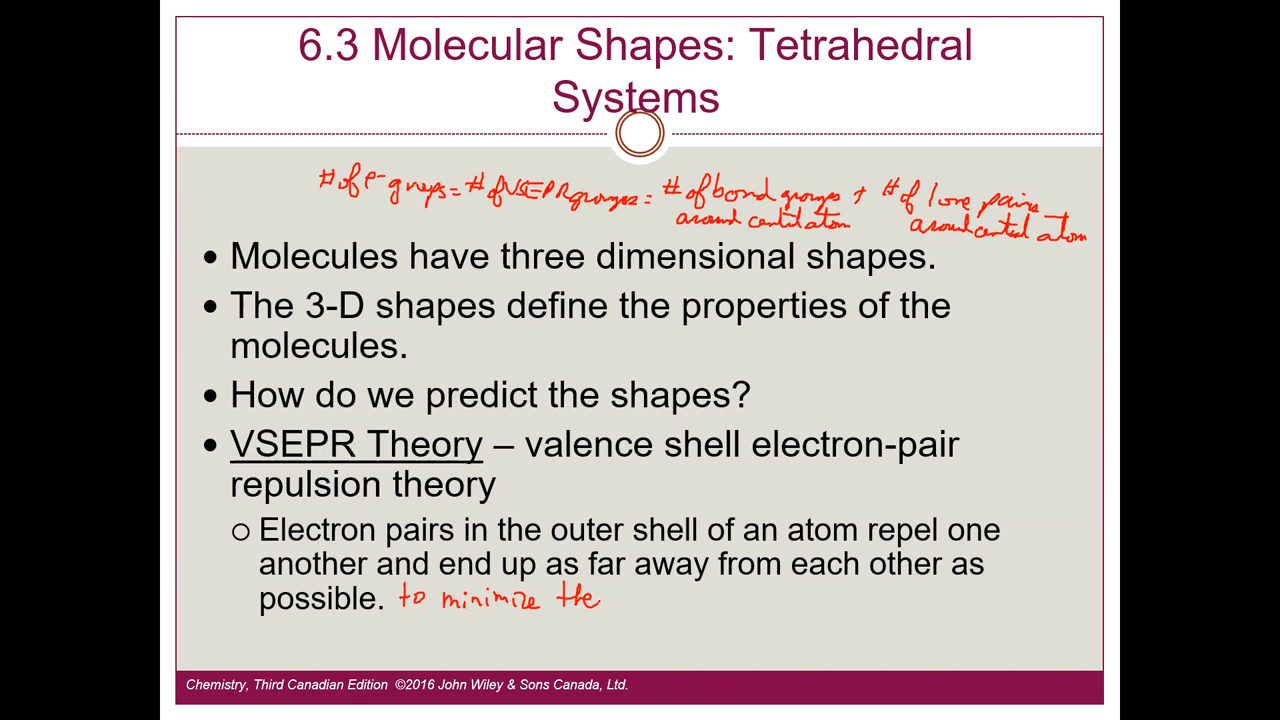 6.3 Molecular Shapes: Tetrahedral
Systems
# of e- groups = # of VSEPR groups = # of bond groups + # of lone pairs
around central atom around central atom
• Molecules have three dimensional shapes.
• The 3-D shapes define the properties of the
molecules.
• How do we predict the shapes?
• VSEPR Theory – valence shell electron-pair
repulsion theory
○ Electron pairs in the outer shell of an atom repel one
another and end up as far away from each other as
possible. to minimize the
Chemistry, Third Canadian Edition ©2016 John Wiley & Sons Canada, Ltd.